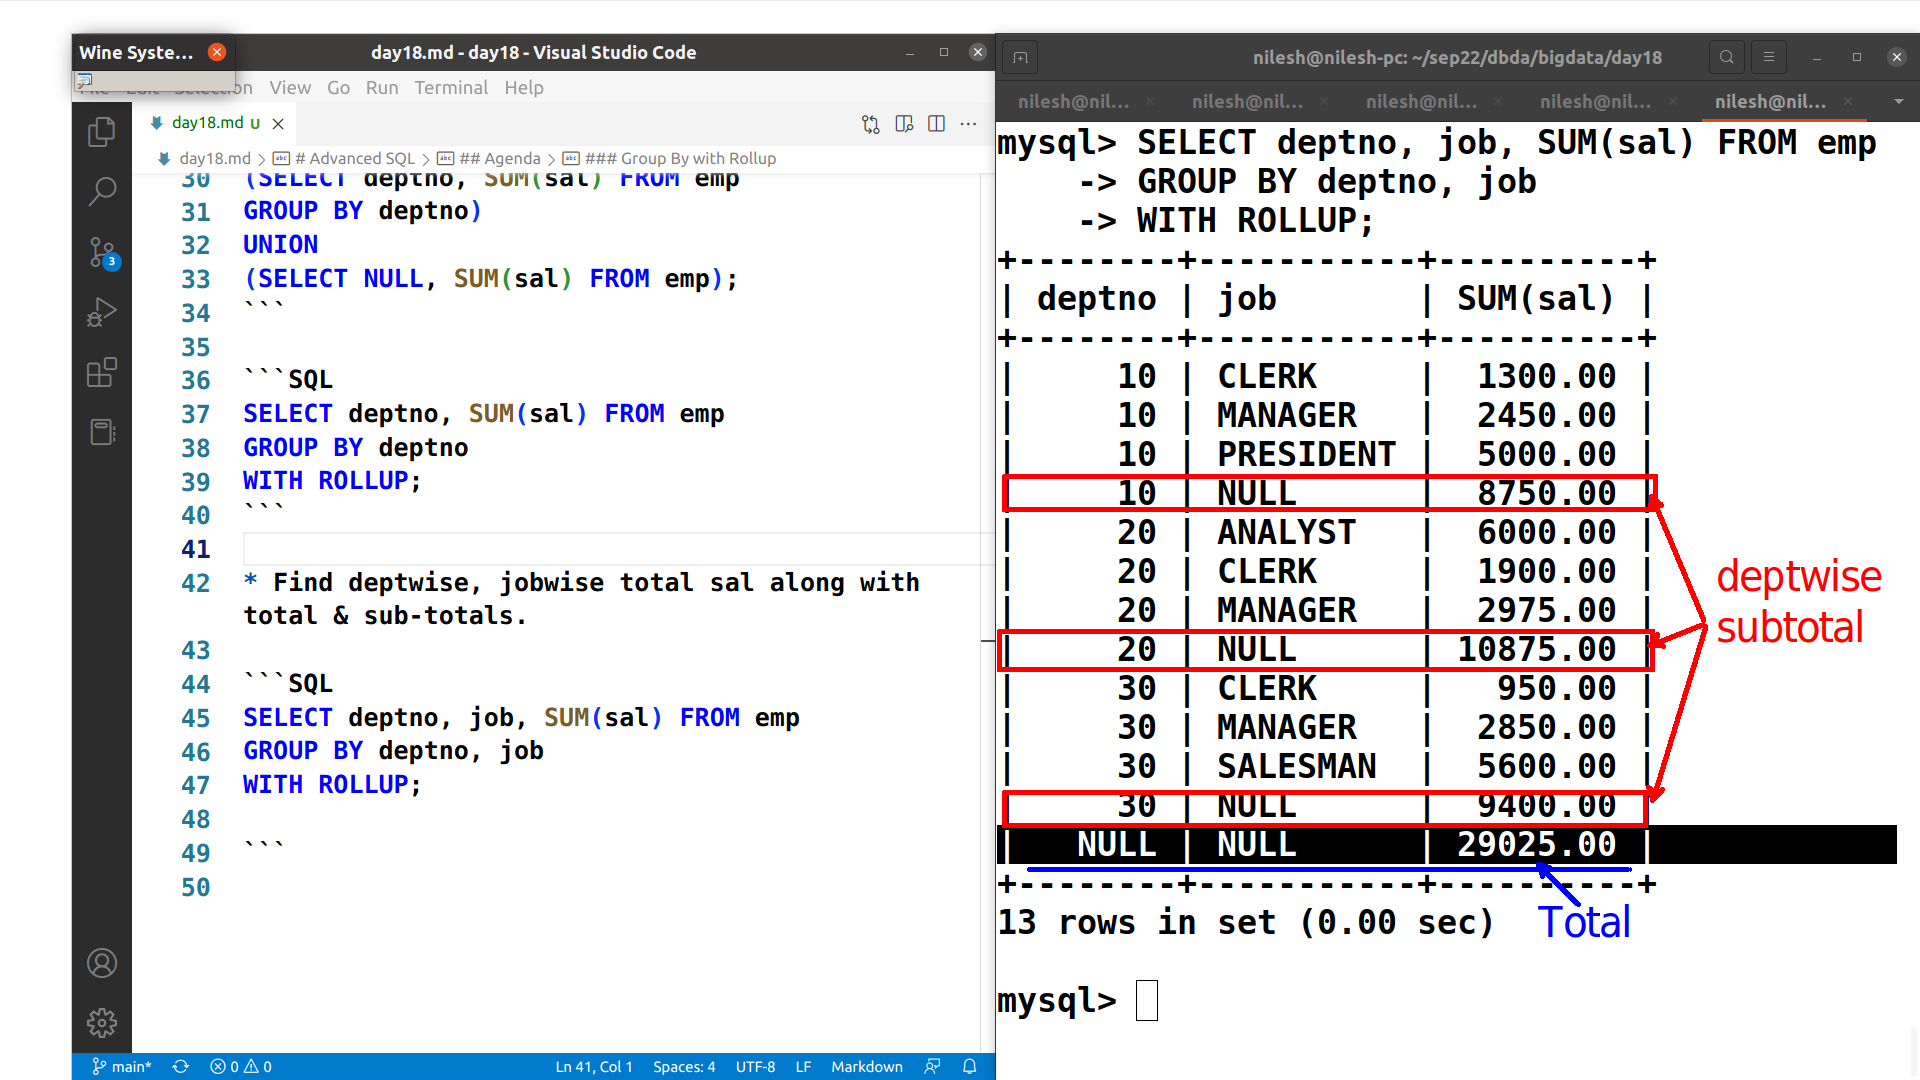 Wine Syste...
day18.md - day18 - Visual Studio Code
File Edit Selection View Go Run Terminal Help
day18.md U
day18.md > # Advanced SQL > ## Agenda > ### Group By with Rollup
30 (SELECT deptno, SUM(sal) FROM emp
31 GROUP BY deptno)
32 UNION
33 (SELECT NULL, SUM(sal) FROM emp);
34 ```
35
36 ```SQL
37 SELECT deptno, SUM(sal) FROM emp
38 GROUP BY deptno
39 WITH ROLLUP;
40 ```
41
42 * Find deptwise, jobwise total sal along with
total & sub-totals.
43
44 ```SQL
45 SELECT deptno, job, SUM(sal) FROM emp
46 GROUP BY deptno, job
47 WITH ROLLUP;
48
49 ```
50
3
main* 0 0 Ln 41, Col 1 Spaces: 4 UTF-8 LF Markdown
nilesh@nilesh-pc: ~/sep22/dbda/bigdata/day18
nilesh@nil... nilesh@nil... nilesh@nil... nilesh@nil... nilesh@nil...
mysql> SELECT deptno, job, SUM(sal) FROM emp
-> GROUP BY deptno, job
-> WITH ROLLUP;
+--------+-----------+----------+
| deptno | job       | SUM(sal) |
+--------+-----------+----------+
|     10 | CLERK     |  1300.00 |
|     10 | MANAGER   |  2450.00 |
|     10 | PRESIDENT |  5000.00 |
|     10 | NULL      |  8750.00 |
|     20 | ANALYST   |  6000.00 |
|     20 | CLERK     |  1900.00 |
|     20 | MANAGER   |  2975.00 |
|     20 | NULL      | 10875.00 |
|     30 | CLERK     |   950.00 |
|     30 | MANAGER   |  2850.00 |
|     30 | SALESMAN  |  5600.00 |
|     30 | NULL      |  9400.00 |
|   NULL | NULL      | 29025.00 |
+--------+-----------+----------+
13 rows in set (0.00 sec)
mysql>
deptwise
subtotal
Total